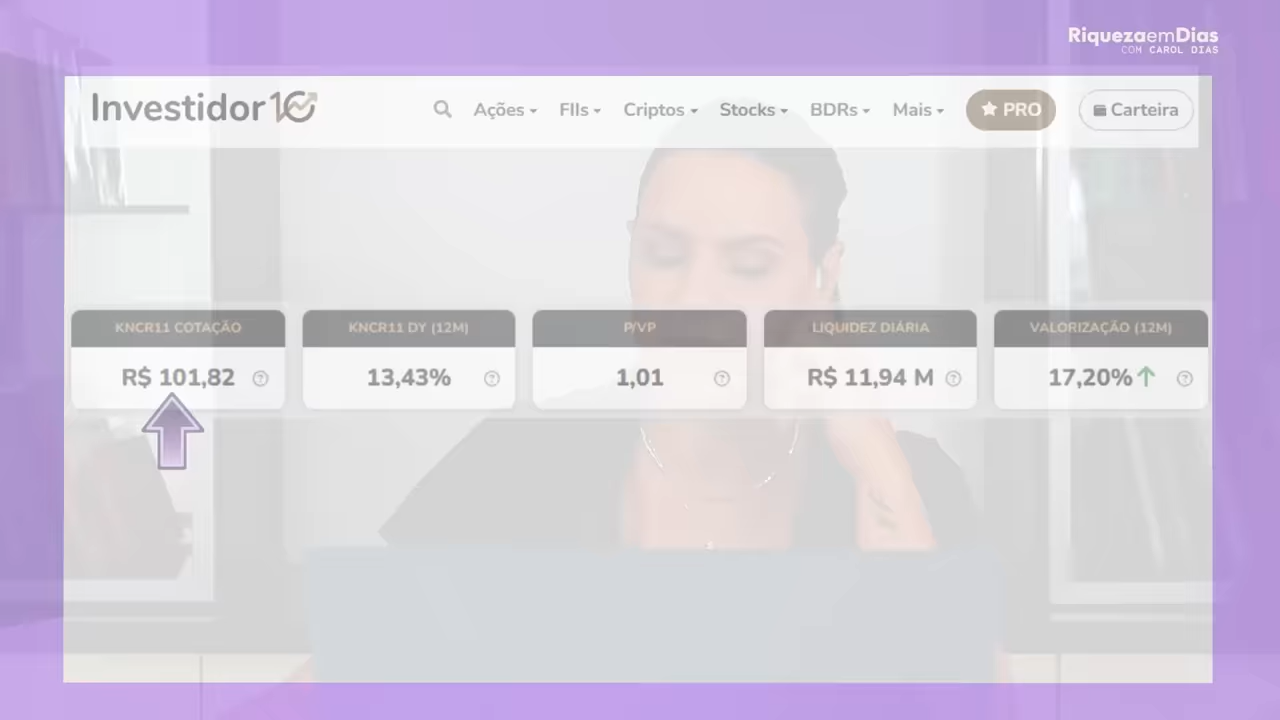 RiquezaemDias
COM CAROL DIAS
Investidor10
Ações
FIIs
Criptos
Stocks
BDRs
Mais
PRO
Carteira
KNCR11 COTAÇÃO
KNCR11 DY (12M)
P/VP
LIQUIDEZ DIÁRIA
VALORIZAÇÃO (12M)
R$ 101,82
13,43%
1,01
R$ 11,94 M
17,20%